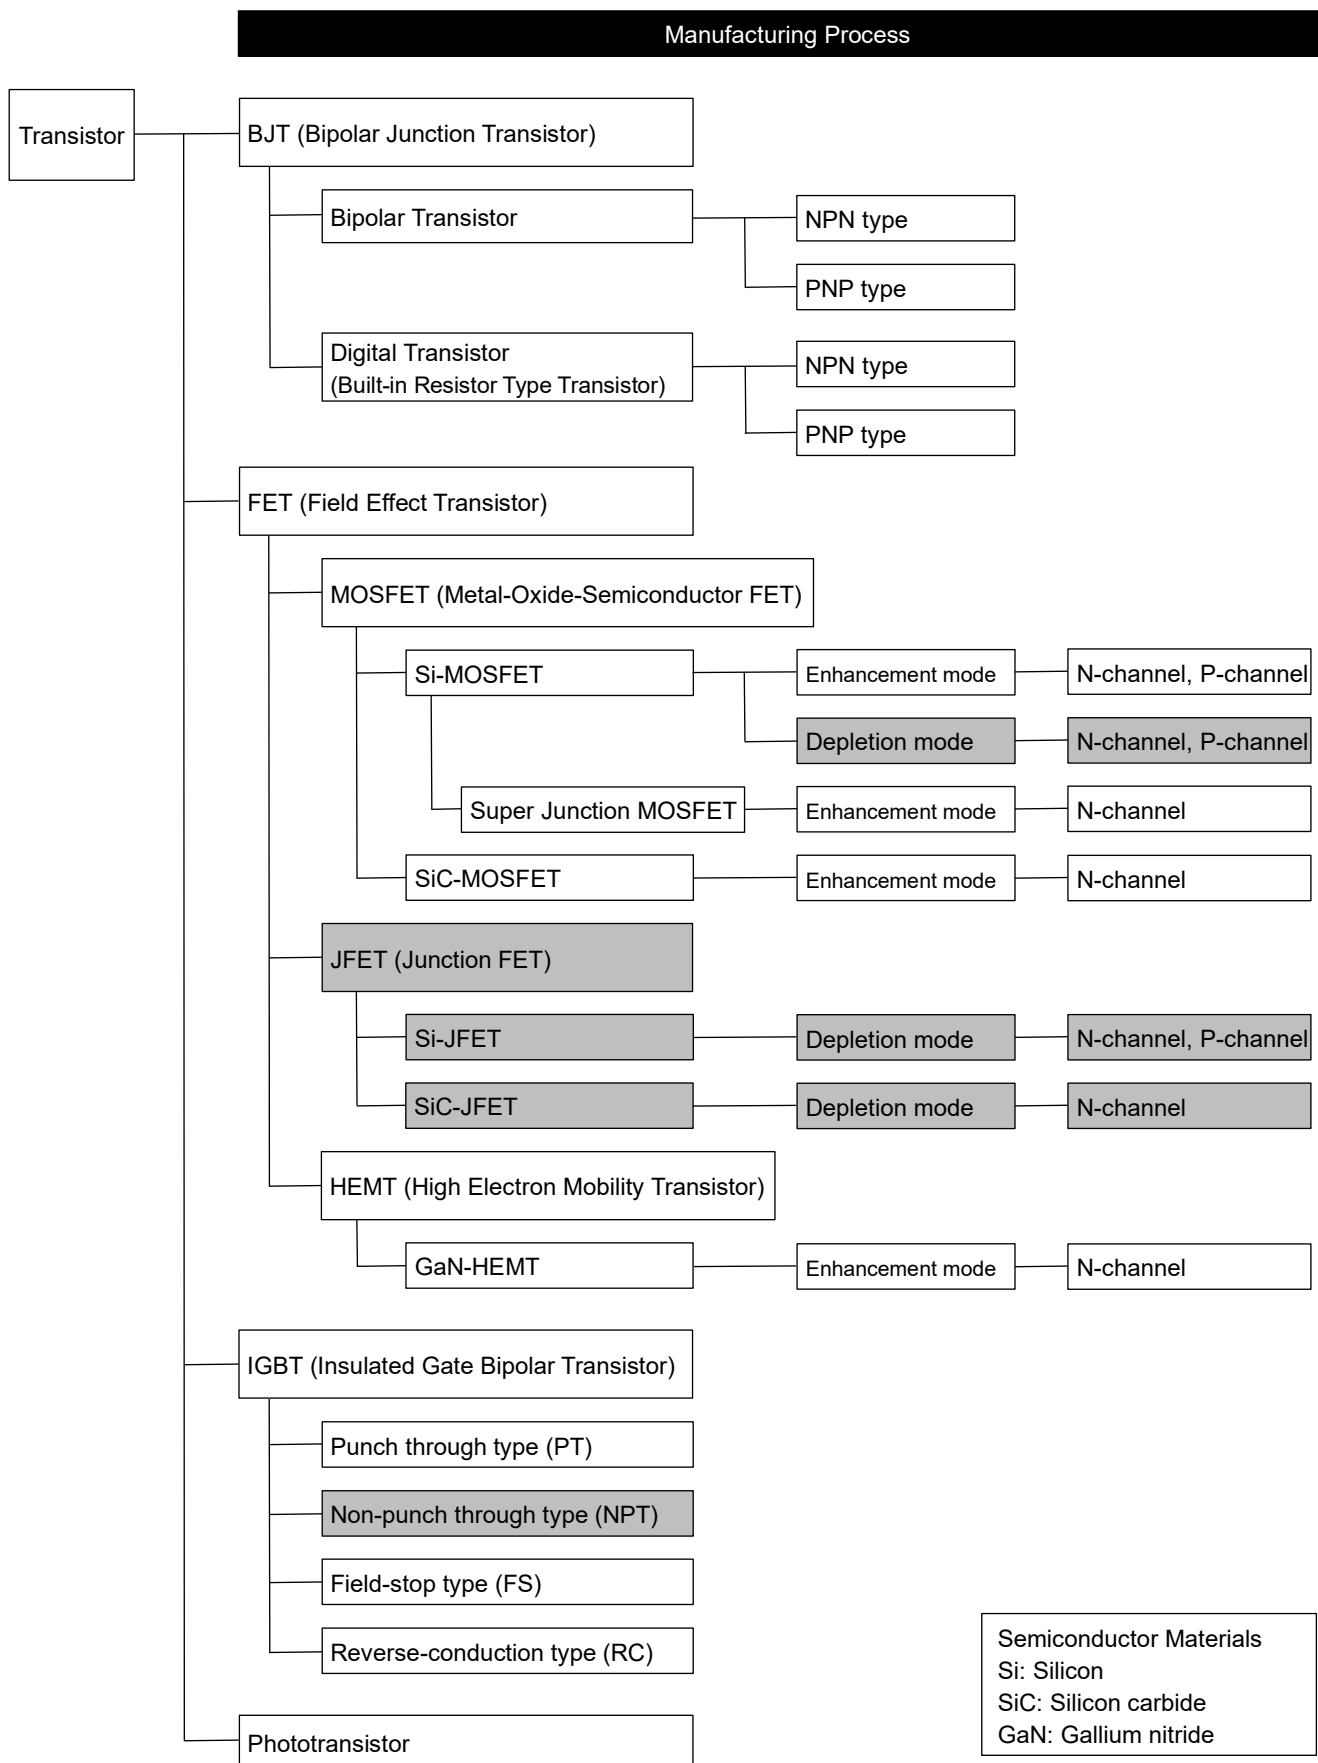 Manufacturing Process
Transistor
BJT (Bipolar Junction Transistor)
Bipolar Transistor
NPN type
PNP type
Digital Transistor
(Built-in Resistor Type Transistor)
NPN type
PNP type
FET (Field Effect Transistor)
MOSFET (Metal-Oxide-Semiconductor FET)
Si-MOSFET
Enhancement mode
N-channel, P-channel
Depletion mode
N-channel, P-channel
Super Junction MOSFET
Enhancement mode
N-channel
SiC-MOSFET
Enhancement mode
N-channel
JFET (Junction FET)
Si-JFET
Depletion mode
N-channel, P-channel
SiC-JFET
Depletion mode
N-channel
HEMT (High Electron Mobility Transistor)
GaN-HEMT
Enhancement mode
N-channel
IGBT (Insulated Gate Bipolar Transistor)
Punch through type (PT)
Non-punch through type (NPT)
Field-stop type (FS)
Reverse-conduction type (RC)
Phototransistor
Semiconductor Materials
Si: Silicon
SiC: Silicon carbide
GaN: Gallium nitride